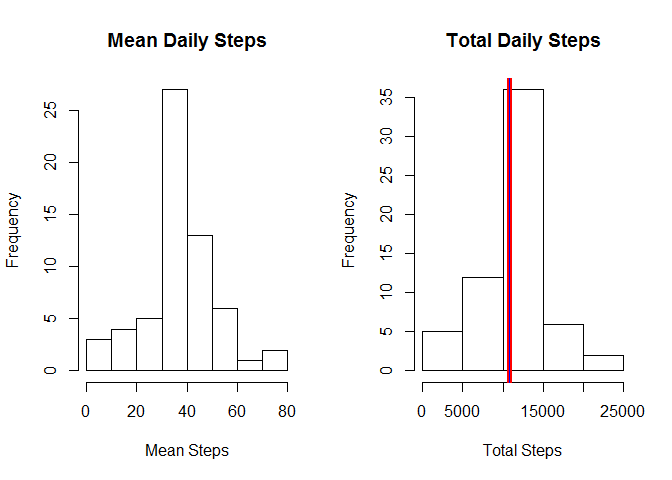 Mean Daily Steps
Frequency
0
5
10
15
20
25
0 20 40 60 80
Mean Steps
Total Daily Steps
Frequency
0
5
10
15
20
25
30
35
0 5000 15000 25000
Total Steps